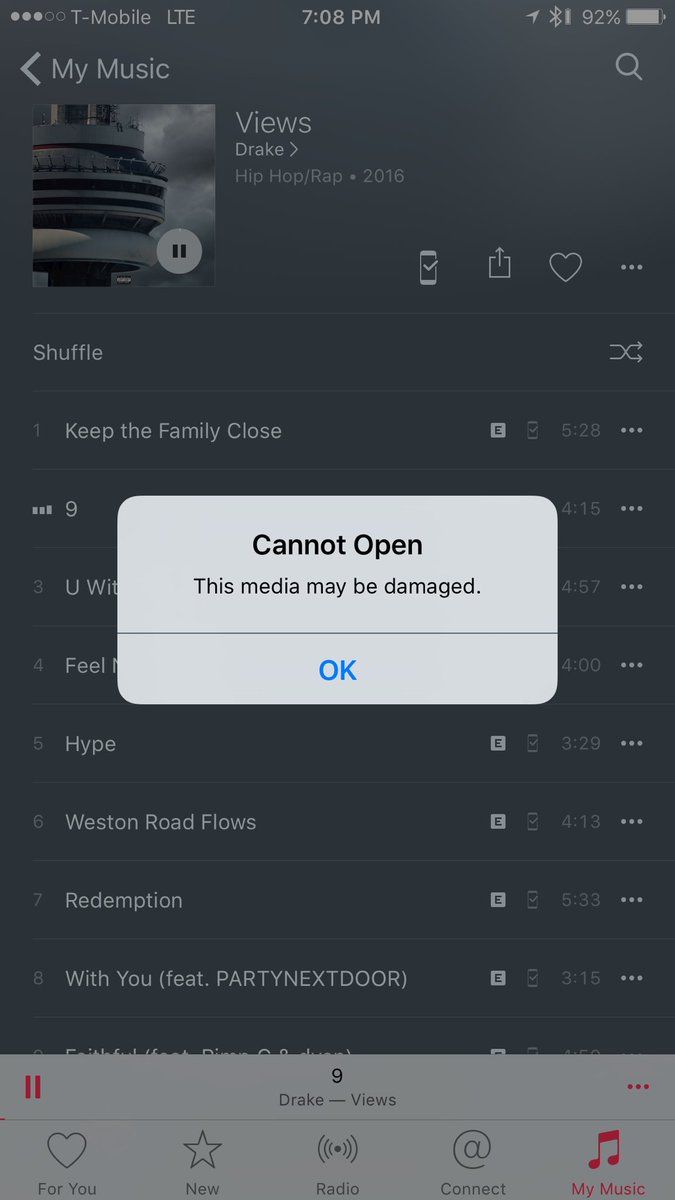 T-Mobile LTE 7:08 PM 92%
My Music
Views
Drake
Hip Hop/Rap • 2016
Shuffle
1 Keep the Family Close E 5:28
9 4:15
Cannot Open
This media may be damaged.
OK
3 U Wit 4:57
4 Feel 4:00
5 Hype E 3:29
6 Weston Road Flows E 4:13
7 Redemption E 5:33
8 With You (feat. PARTYNEXTDOOR) E 3:15
9
Drake — Views
For You New Radio Connect My Music